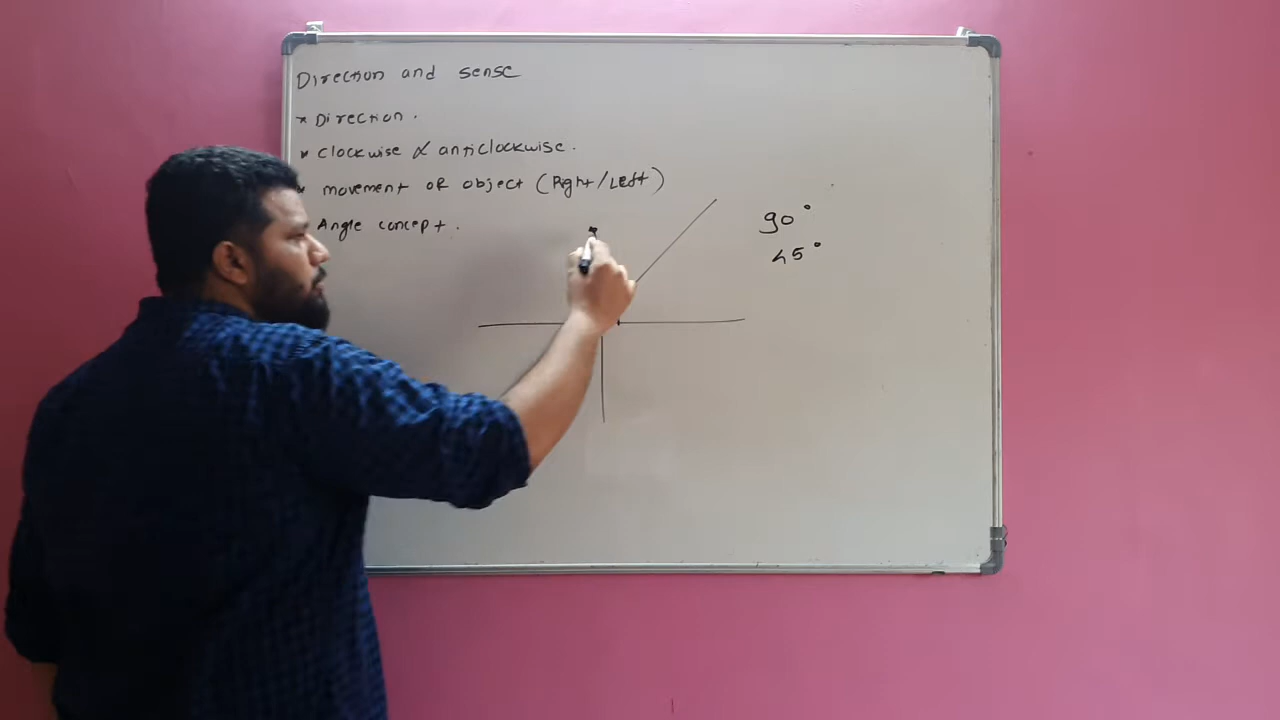 Direction and sense
* Direction.
* Clockwise & anticlockwise.
* movement of object (Right/Left)
Angle concept.
90°
45°